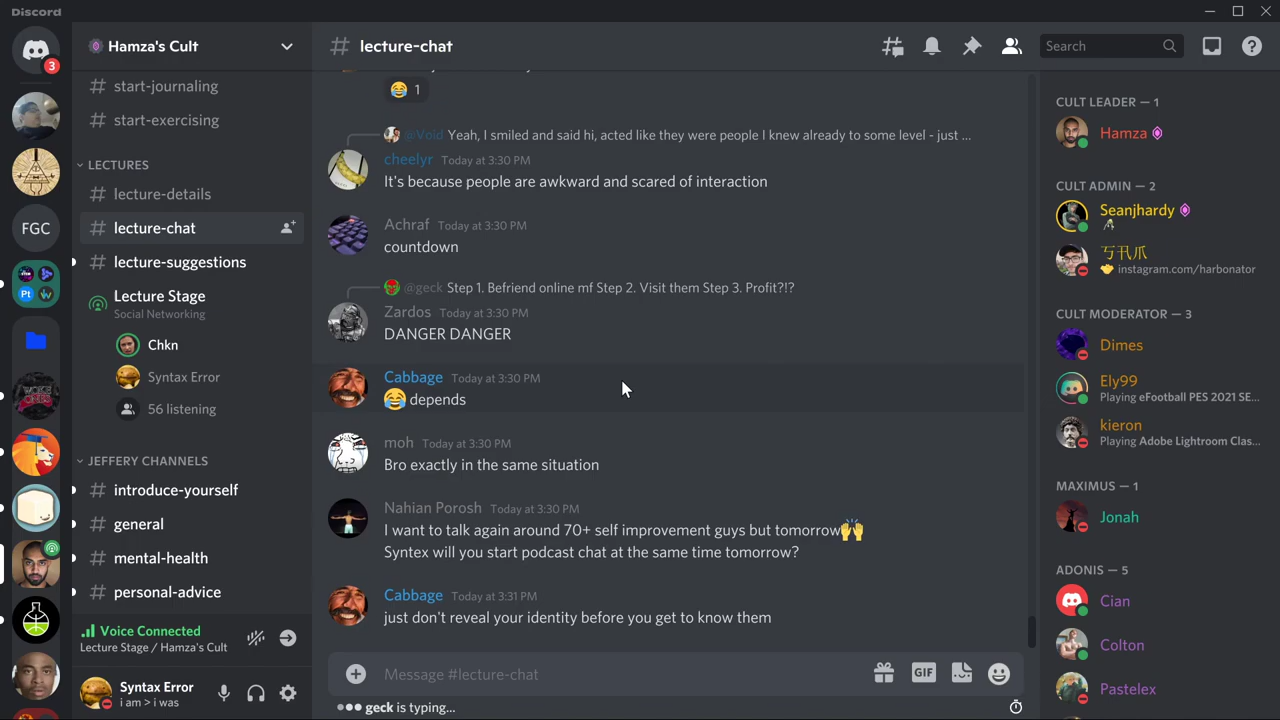 Discord
3
FGC
Hamza's Cult
# start-journaling
# start-exercising
LECTURES
# lecture-details
# lecture-chat
# lecture-suggestions
Lecture Stage
Social Networking
Chkn
Syntax Error
56 listening
JEFFERY CHANNELS
# introduce-yourself
# general
# mental-health
# personal-advice
Voice Connected
Lecture Stage / Hamza's Cult
Syntax Error
i am > i was
# lecture-chat
Search
😂 1
@Void Yeah, I smiled and said hi, acted like they were people I knew already to some level - just ...
cheelyr Today at 3:30 PM
It's because people are awkward and scared of interaction
Achraf Today at 3:30 PM
countdown
@geck Step 1. Befriend online mf Step 2. Visit them Step 3. Profit?!?
Zardos Today at 3:30 PM
DANGER DANGER
Cabbage Today at 3:30 PM
😂 depends
moh Today at 3:30 PM
Bro exactly in the same situation
Nahian Porosh Today at 3:30 PM
I want to talk again around 70+ self improvement guys but tomorrow🙌
Syntex will you start podcast chat at the same time tomorrow?
Cabbage Today at 3:31 PM
just don't reveal your identity before you get to know them
Message #lecture-chat
GIF
geck is typing...
CULT LEADER — 1
Hamza
CULT ADMIN — 2
Seanjhardy
instagram.com/harbonator
CULT MODERATOR — 3
Dimes
Ely99
Playing eFootball PES 2021 SE...
kieron
Playing Adobe Lightroom Clas...
MAXIMUS — 1
Jonah
ADONIS — 5
Cian
Colton
Pastelex